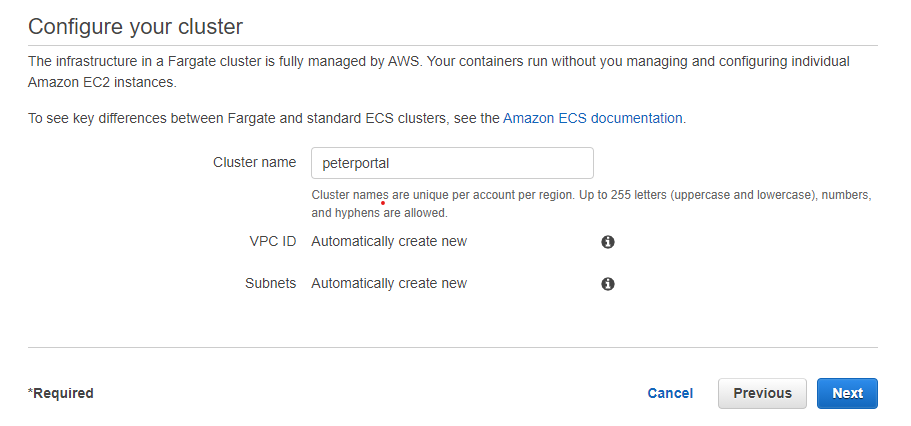 Configure your cluster
The infrastructure in a Fargate cluster is fully managed by AWS. Your containers run without you managing and configuring individual
Amazon EC2 instances.
To see key differences between Fargate and standard ECS clusters, see the Amazon ECS documentation.
Cluster name peterportal
Cluster names are unique per account per region. Up to 255 letters (uppercase and lowercase), numbers,
and hyphens are allowed.
VPC ID Automatically create new
Subnets Automatically create new
*Required Cancel Previous Next